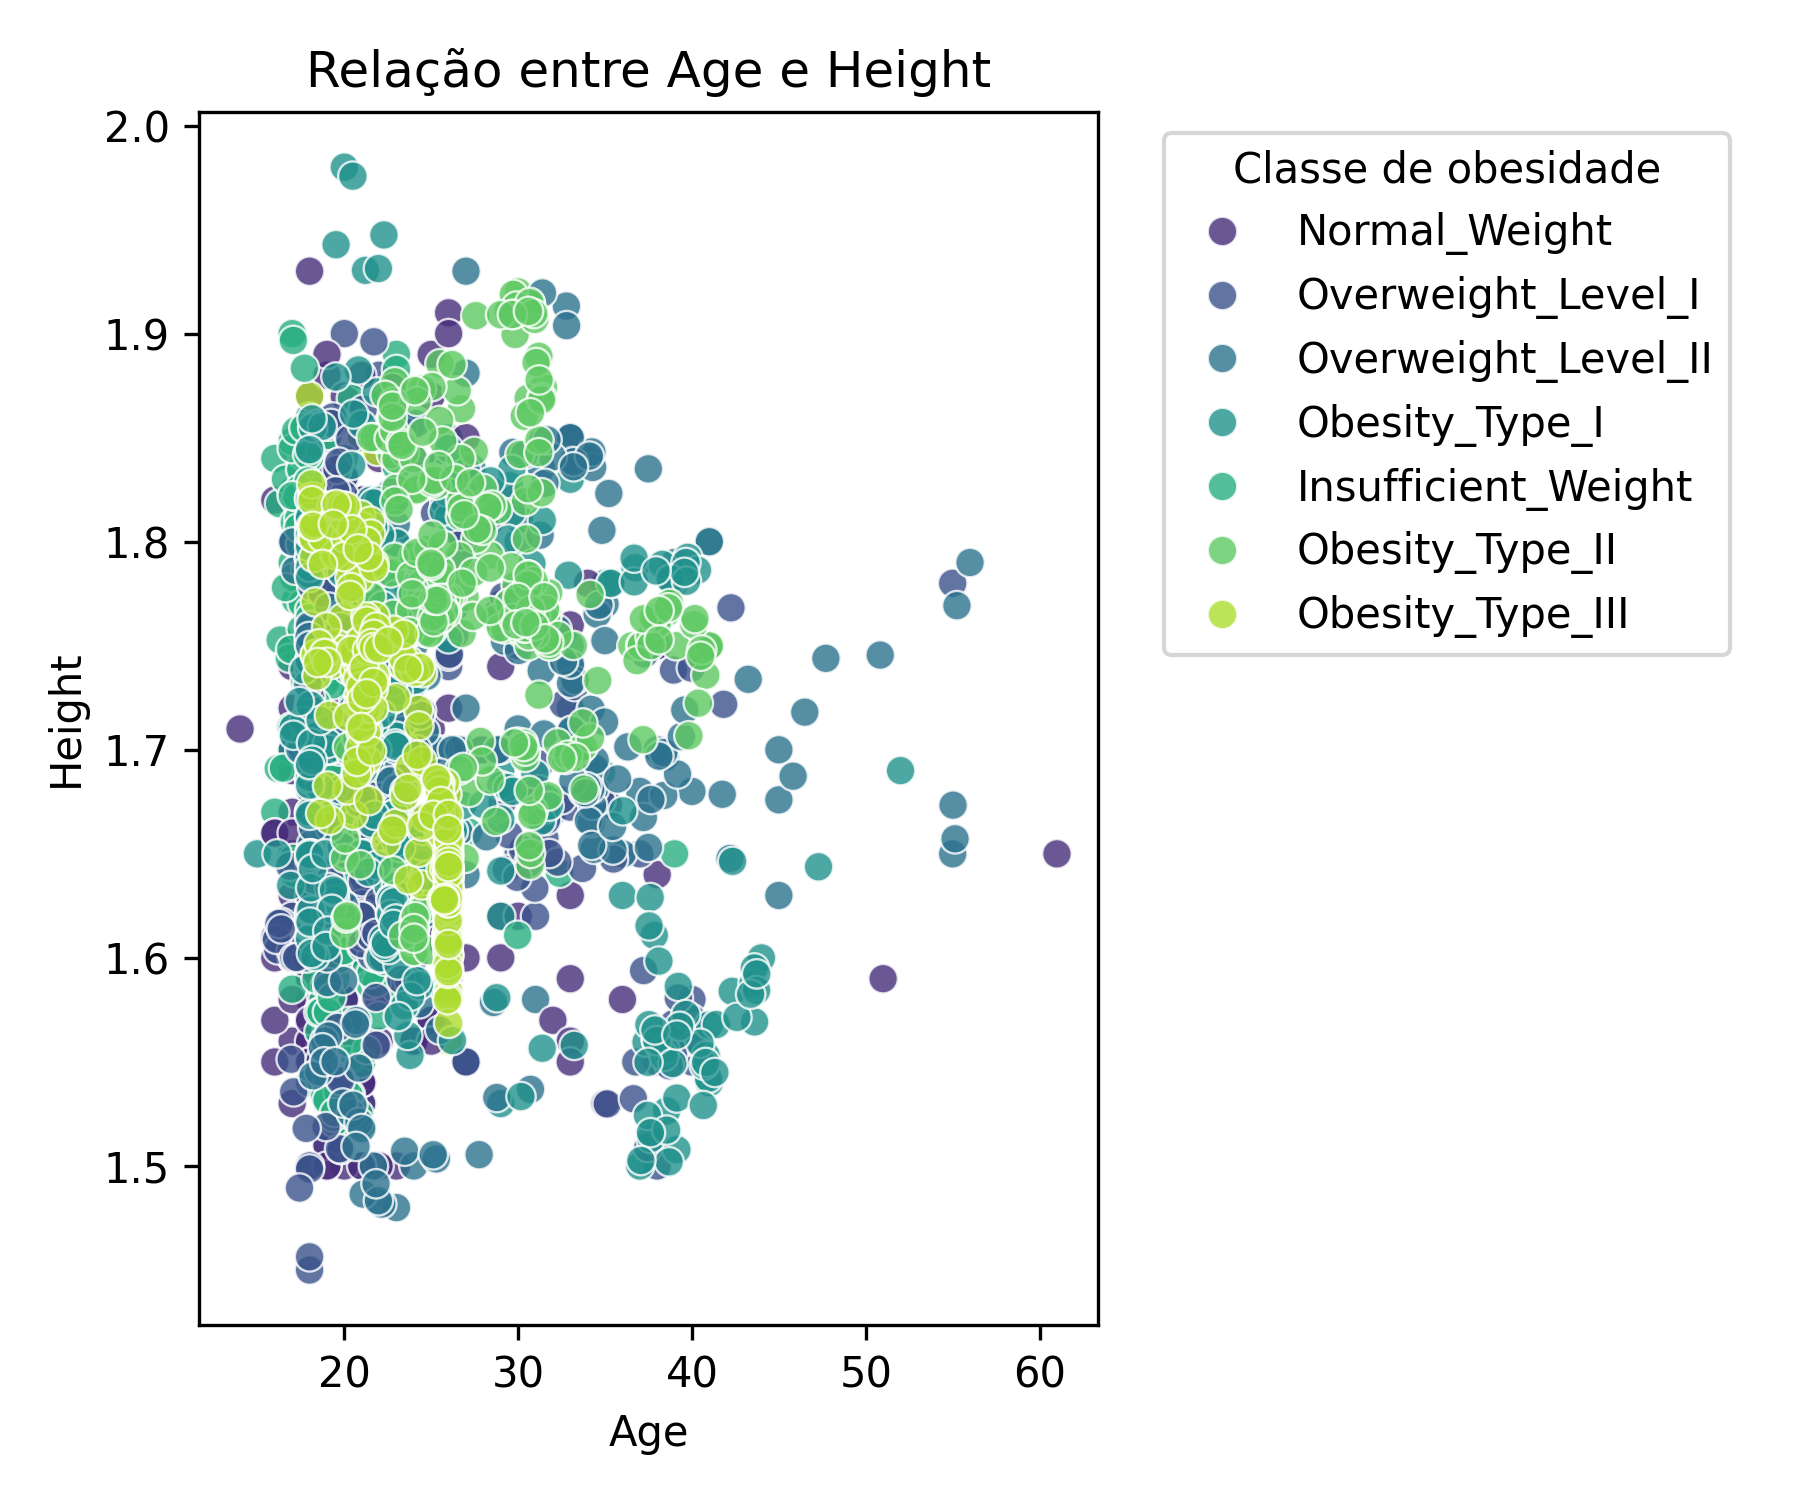 Relação entre Age e Height
2.0
1.9
1.8
1.7
1.6
1.5
Height
20 30 40 50 60
Age
Classe de obesidade
Normal_Weight
Overweight_Level_I
Overweight_Level_II
Obesity_Type_I
Insufficient_Weight
Obesity_Type_II
Obesity_Type_III